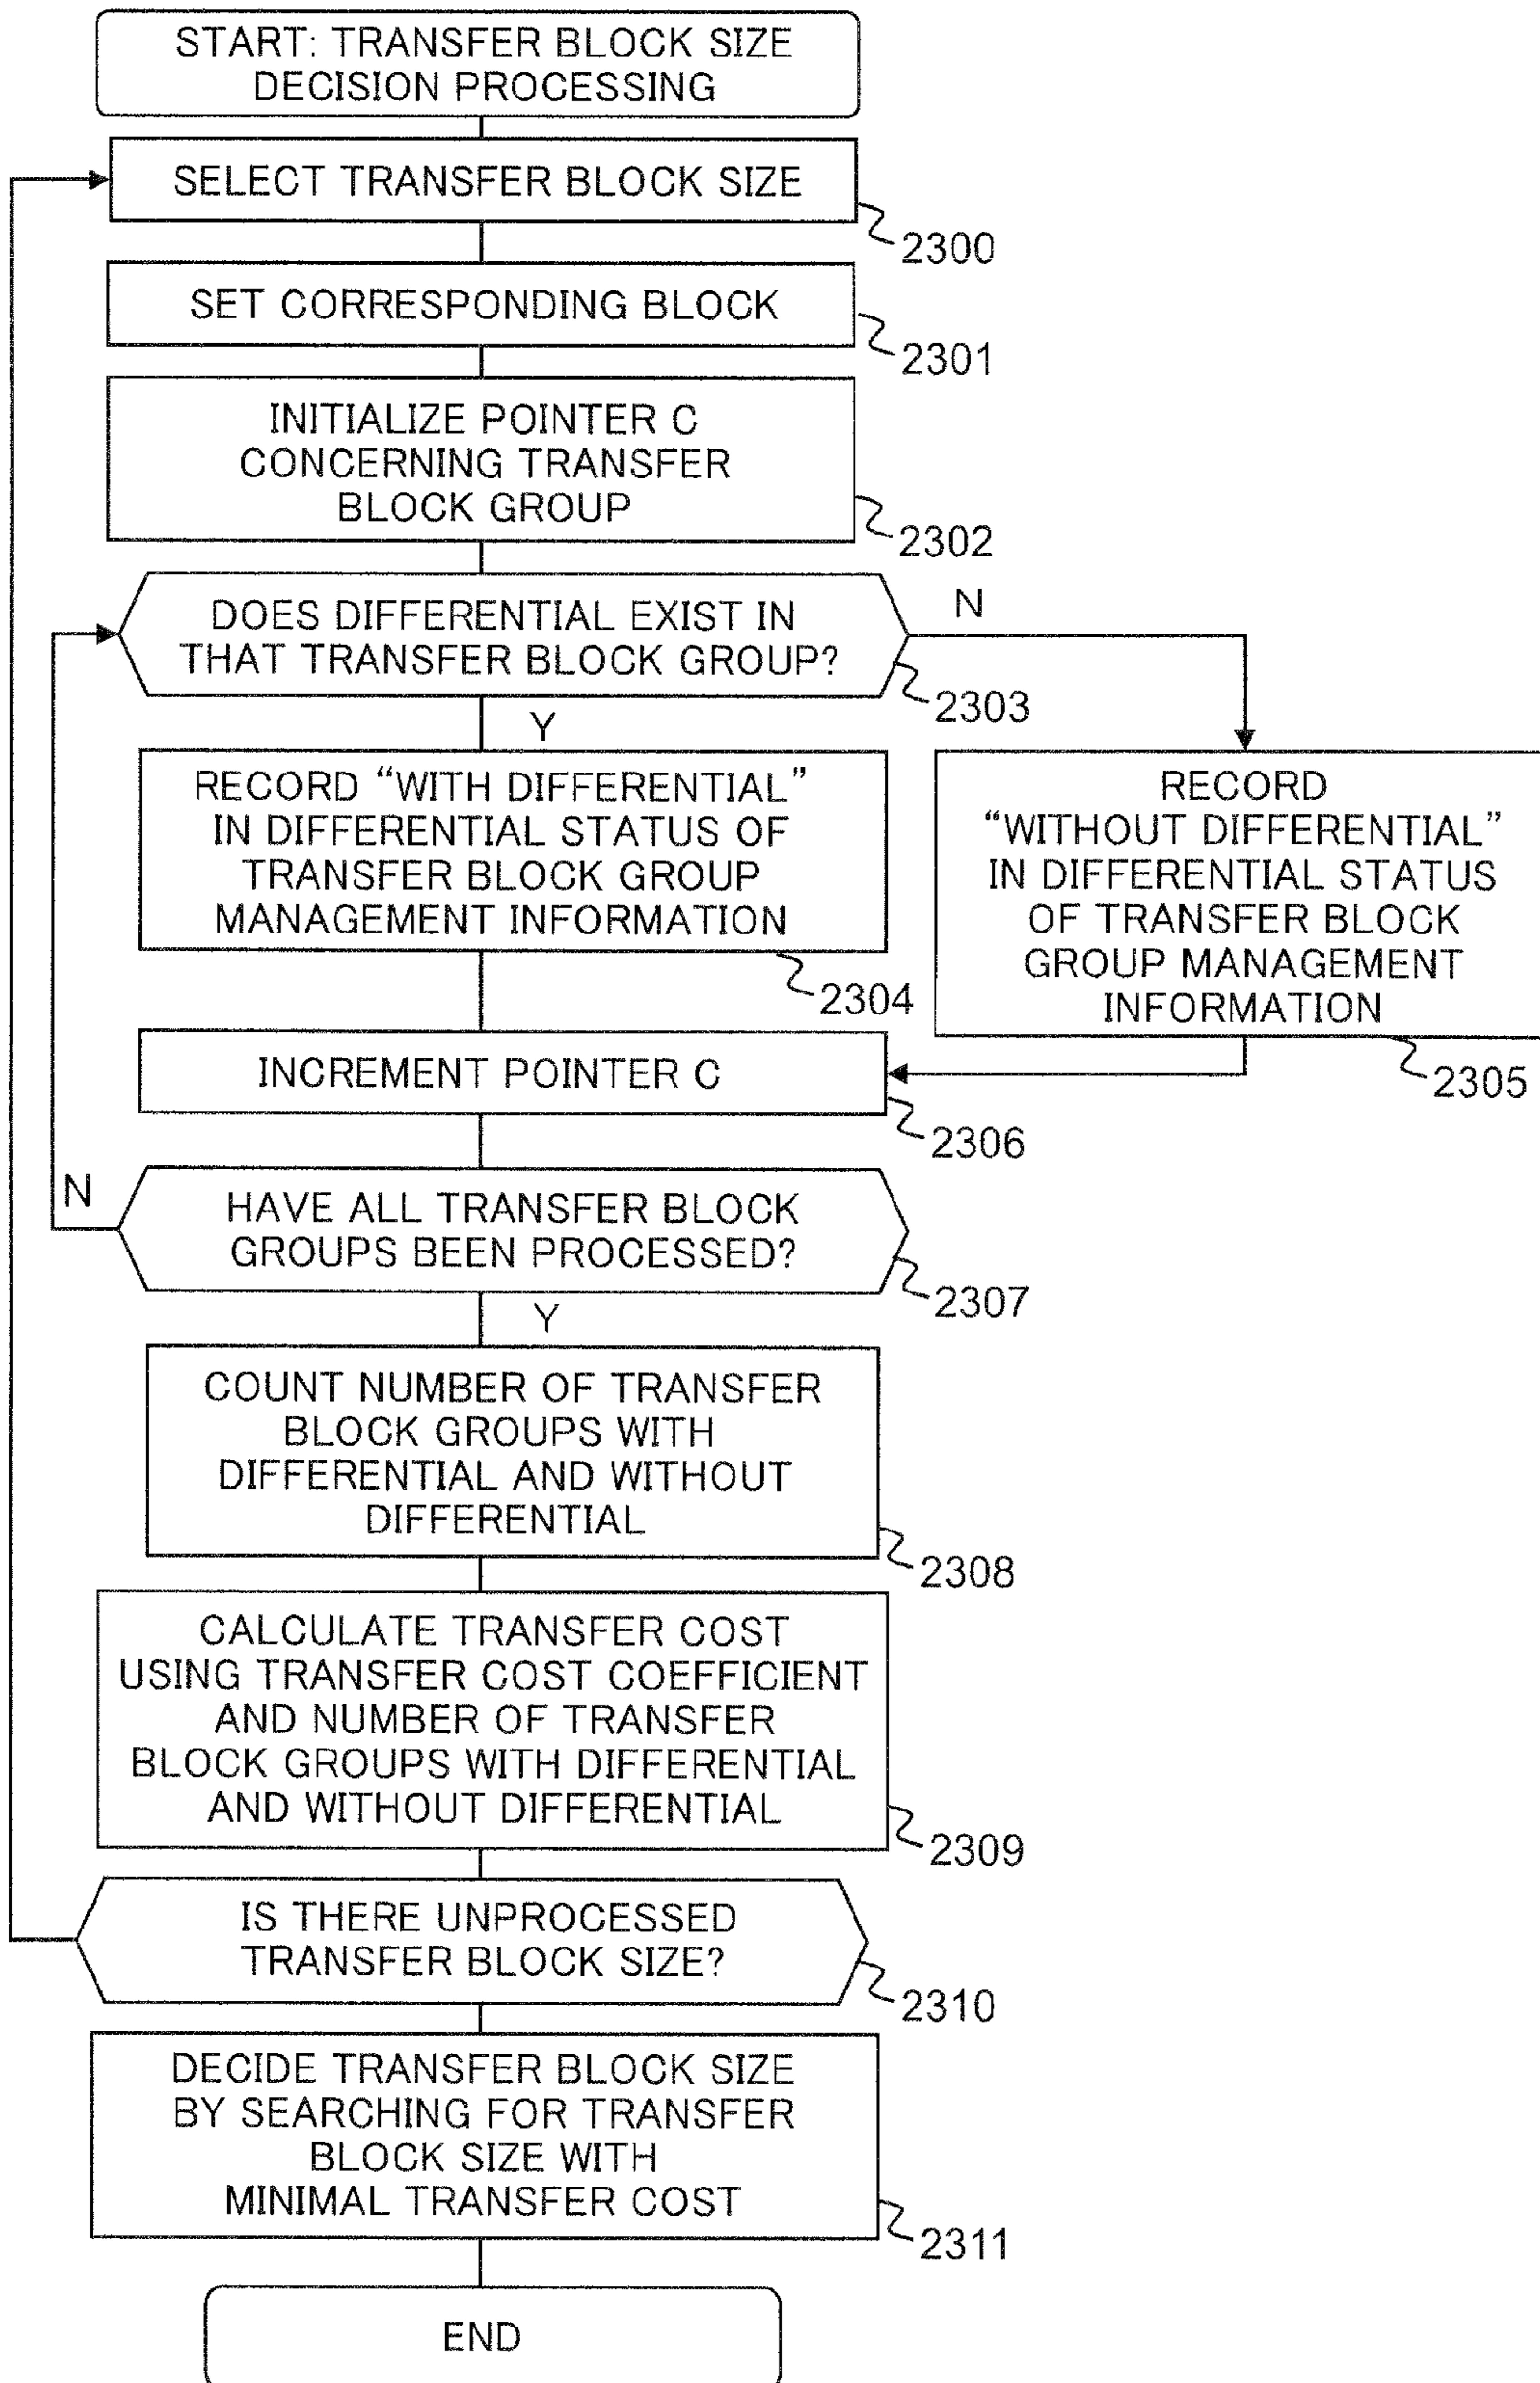 START: TRANSFER BLOCK SIZE
DECISION PROCESSING
SELECT TRANSFER BLOCK SIZE
2300
SET CORRESPONDING BLOCK
2301
INITIALIZE POINTER C
CONCERNING TRANSFER
BLOCK GROUP
2302
DOES DIFFERENTIAL EXIST IN
THAT TRANSFER BLOCK GROUP?
N
2303
Y
RECORD “WITH DIFFERENTIAL”
IN DIFFERENTIAL STATUS OF
TRANSFER BLOCK GROUP
MANAGEMENT INFORMATION
2304
RECORD
“WITHOUT DIFFERENTIAL”
IN DIFFERENTIAL STATUS
OF TRANSFER BLOCK
GROUP MANAGEMENT
INFORMATION
2305
INCREMENT POINTER C
2306
N
HAVE ALL TRANSFER BLOCK
GROUPS BEEN PROCESSED?
2307
Y
COUNT NUMBER OF TRANSFER
BLOCK GROUPS WITH
DIFFERENTIAL AND WITHOUT
DIFFERENTIAL
2308
CALCULATE TRANSFER COST
USING TRANSFER COST COEFFICIENT
AND NUMBER OF TRANSFER
BLOCK GROUPS WITH DIFFERENTIAL
AND WITHOUT DIFFERENTIAL
2309
IS THERE UNPROCESSED
TRANSFER BLOCK SIZE?
2310
DECIDE TRANSFER BLOCK SIZE
BY SEARCHING FOR TRANSFER
BLOCK SIZE WITH
MINIMAL TRANSFER COST
2311
END